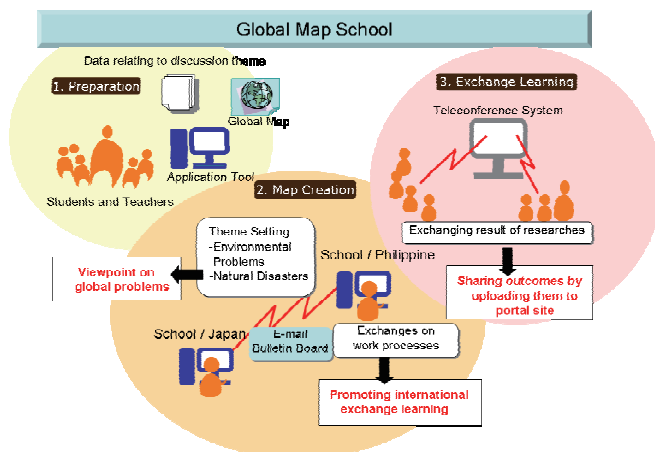 Global Map School
Data relating to discussion theme
1. Preparation
Global Map
Application Tool
Students and Teachers
3. Exchange Learning
Teleconference System
Exchanging result of researches
Sharing outcomes by
uploading them to
portal site
2. Map Creation
Theme Setting
-Environmental
Problems
-Natural Disasters
Viewpoint on
global problems
School / Philippine
School / Japan
E-mail
Bulletin Board
Exchanges on
work processes
Promoting international
exchange learning